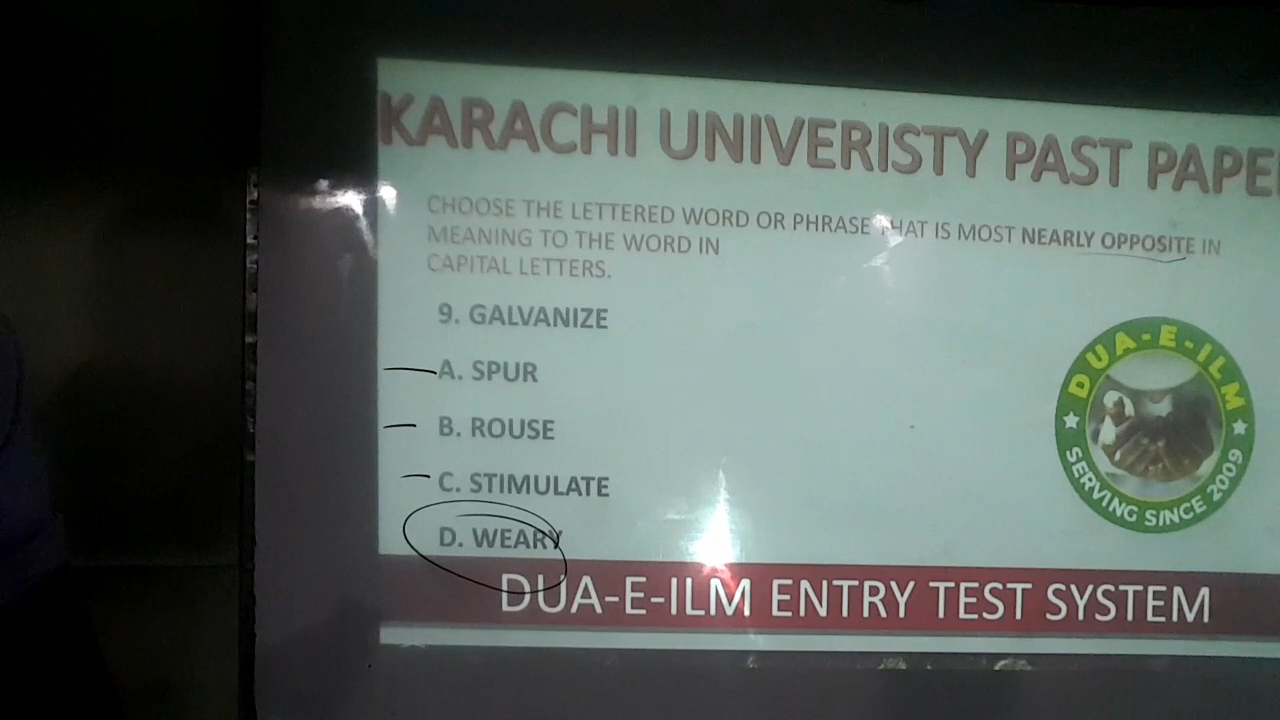 KARACHI UNIVERISTY PAST PAPE
CHOOSE THE LETTERED WORD OR PHRASE THAT IS MOST NEARLY OPPOSITE IN
MEANING TO THE WORD IN
CAPITAL LETTERS.
9. GALVANIZE
A. SPUR
B. ROUSE
C. STIMULATE
D. WEARY
DUA-E-ILM
SERVING SINCE 2009
DUA-E-ILM ENTRY TEST SYSTEM